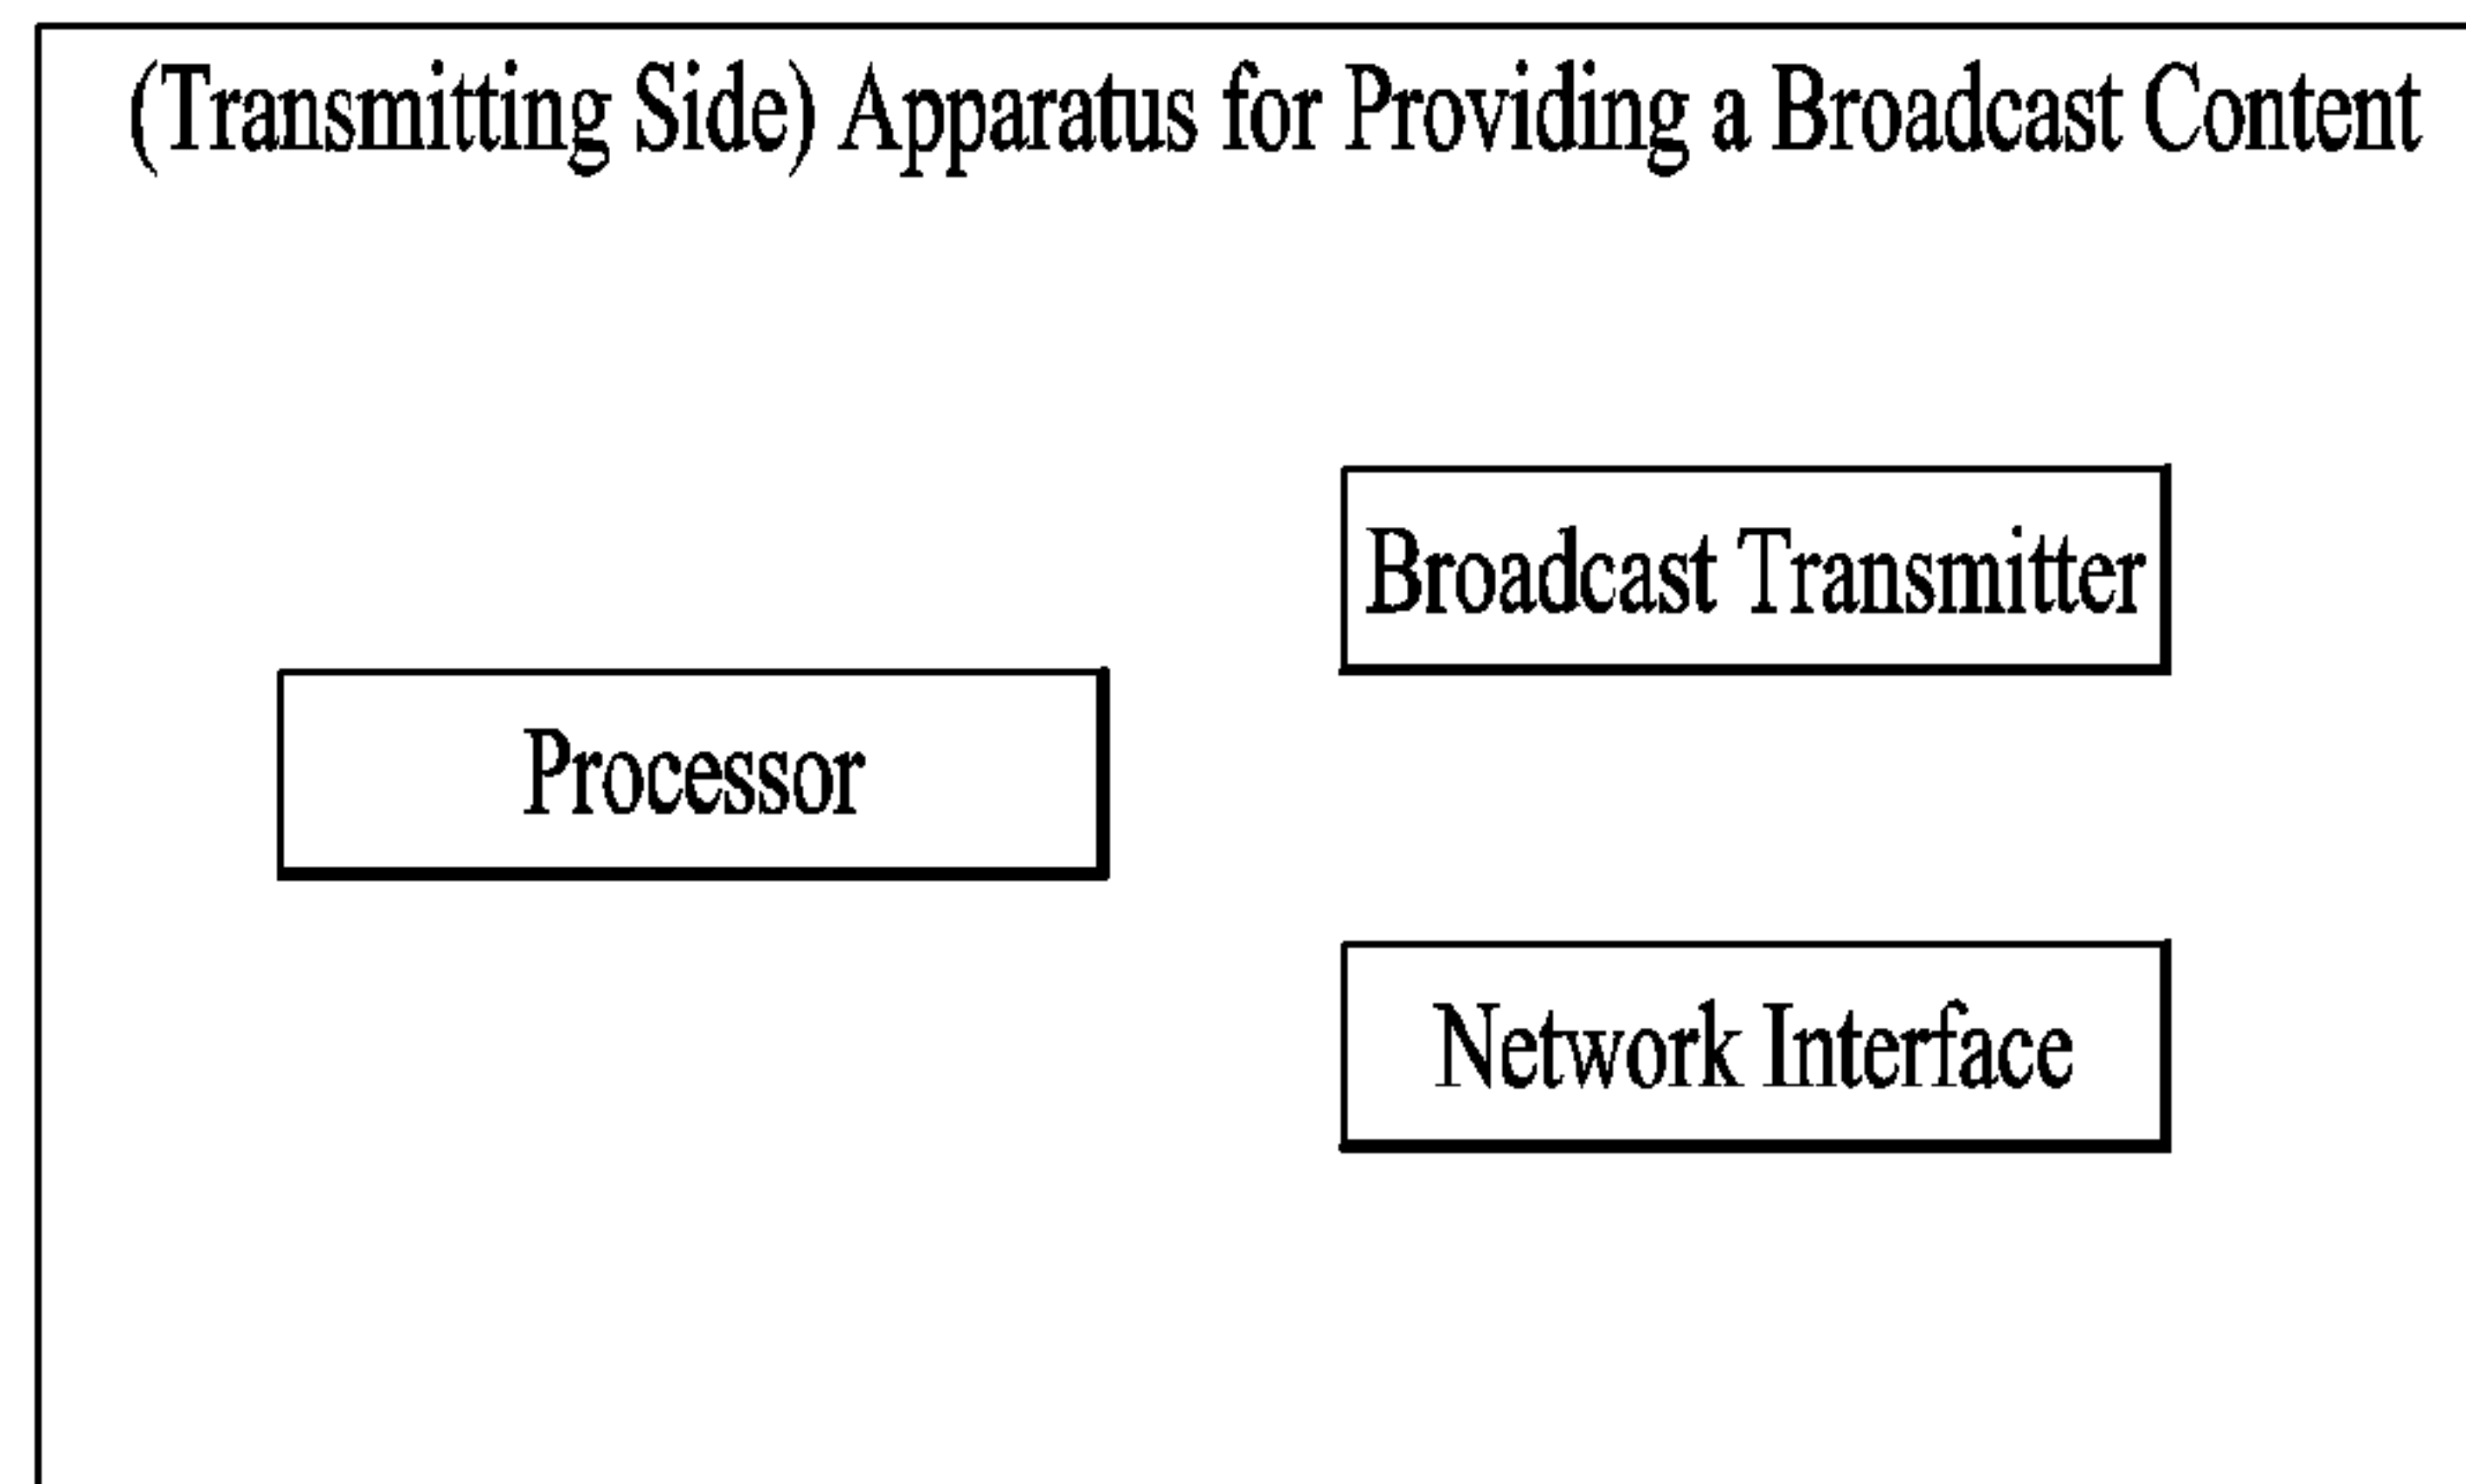 (Transmitting Side) Apparatus for Providing a Broadcast Content
Broadcast Transmitter
Processor
Network Interface